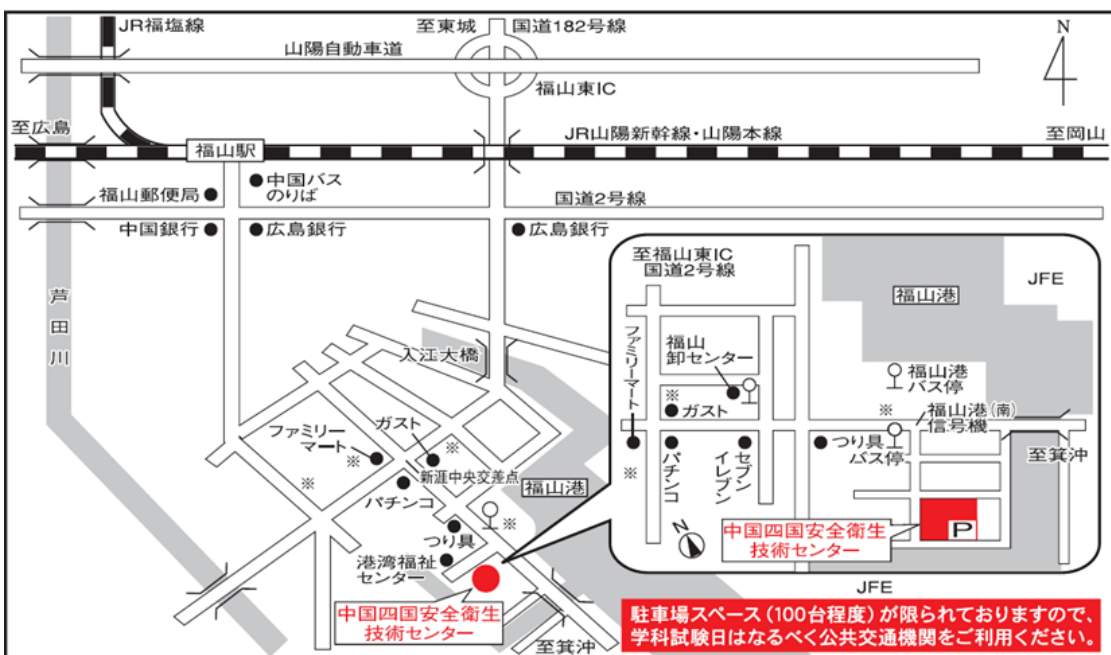 JR福塩線
至東城
国道182号線
N
山陽自動車道
福山東IC
至広島
JR山陽新幹線・山陽本線
至岡山
福山駅
中国バス
のりば
福山郵便局
国道2号線
中国銀行
広島銀行
広島銀行
芦田川
入江大橋
ガスト
ファミリー
マート
※
※
※
新涯中央交差点
パチンコ
福山港
※
つり具
港湾福祉
センター
中国四国安全衛生
技術センター
至箕沖
至福山東IC
国道2号線
JFE
福山港
ファミリーマート
福山
卸センター
福山港
バス停
※
ガスト
※
福山港(南)
信号機
つり具
バス停
至箕沖
※
パチンコ
セブン
イレブン
N
中国四国安全衛生
技術センター
P
JFE
駐車場スペース(100台程度)が限られておりますので、
学科試験日はなるべく公共交通機関をご利用ください。